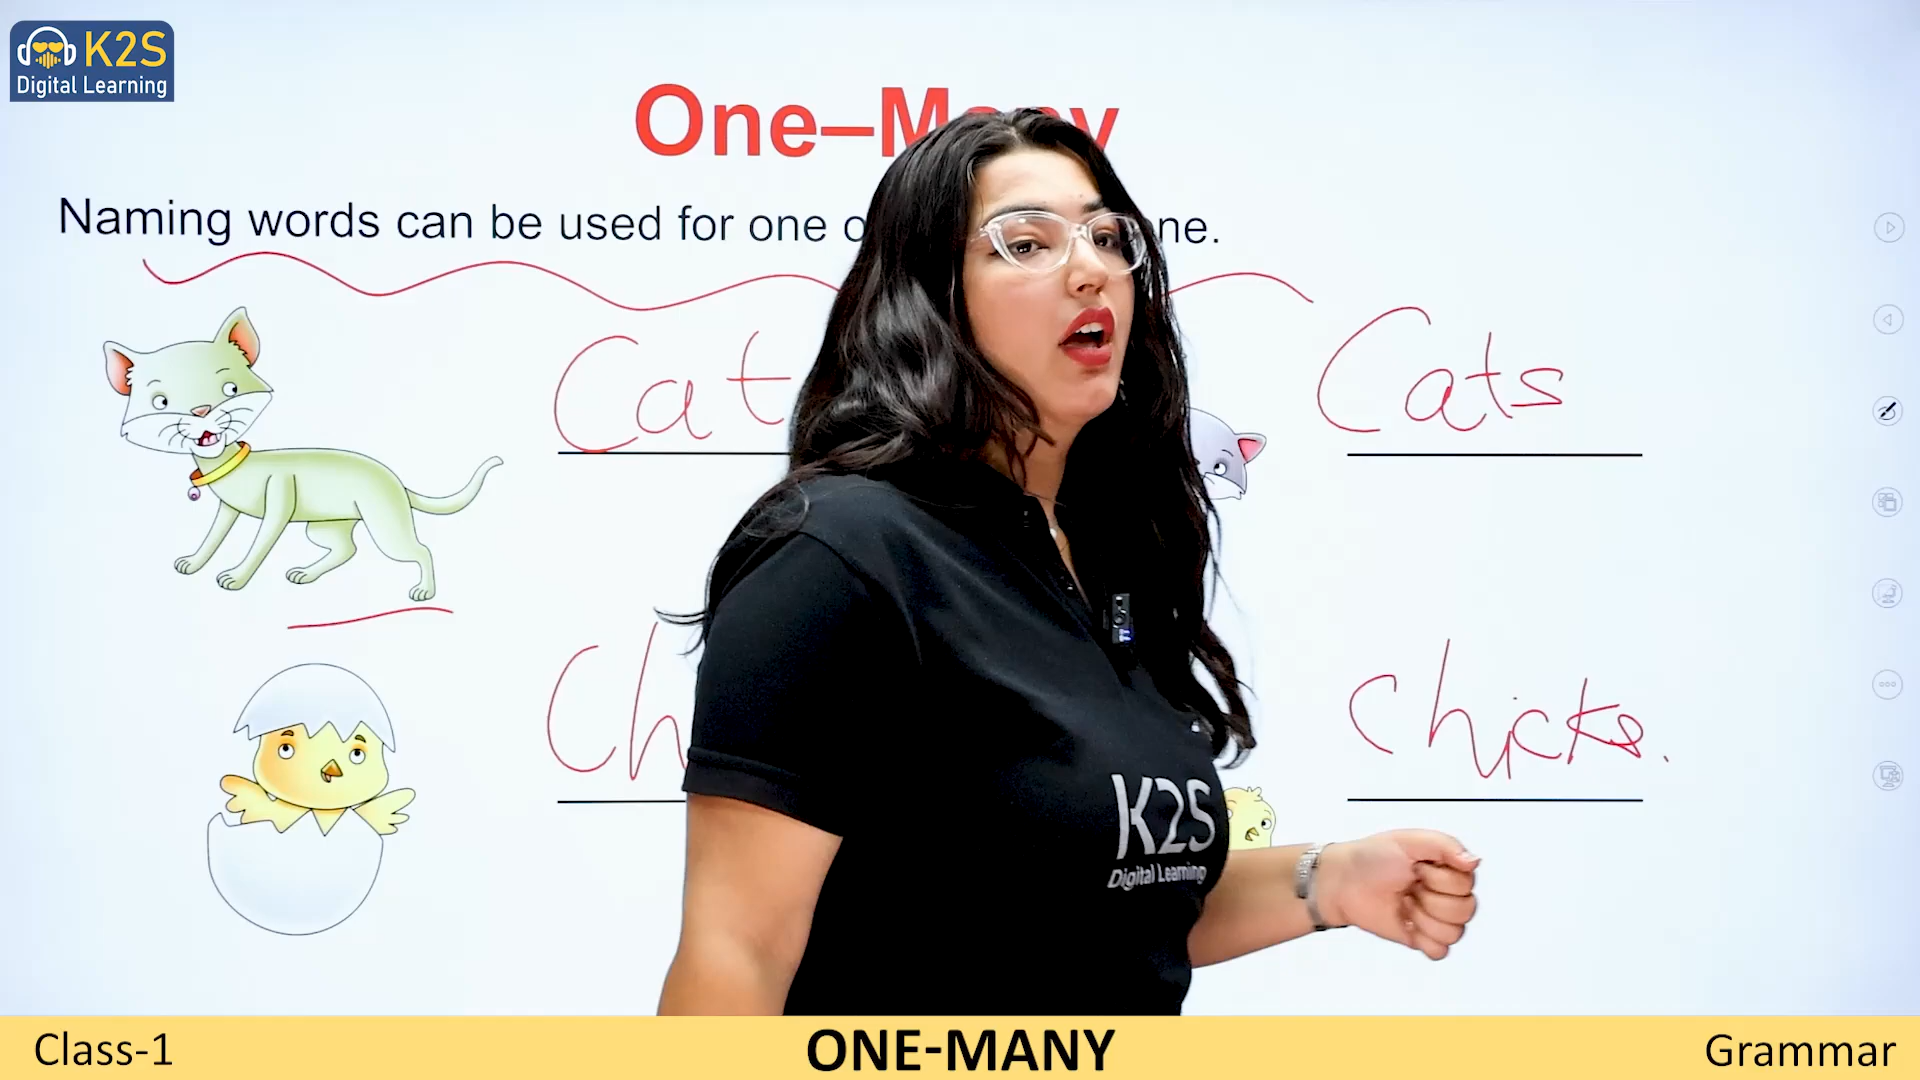 K2S
Digital Learning
One–Many
Naming words can be used for one o ne.
Cat Cats
Ch Chicks.
K2S
Digital Learning
Class-1 ONE-MANY Grammar